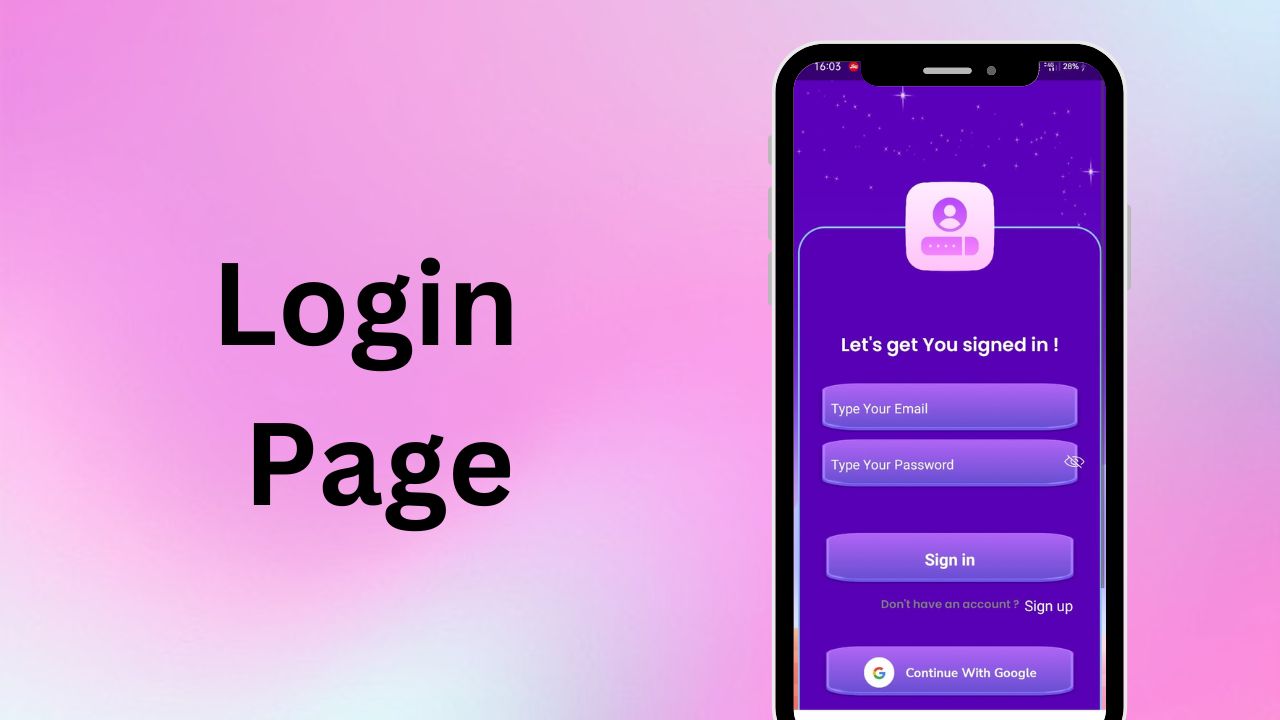 Login
Page
16:03
28%
Let's get You signed in !
Type Your Email
Type Your Password
Sign in
Don't have an account ? Sign up
G Continue With Google